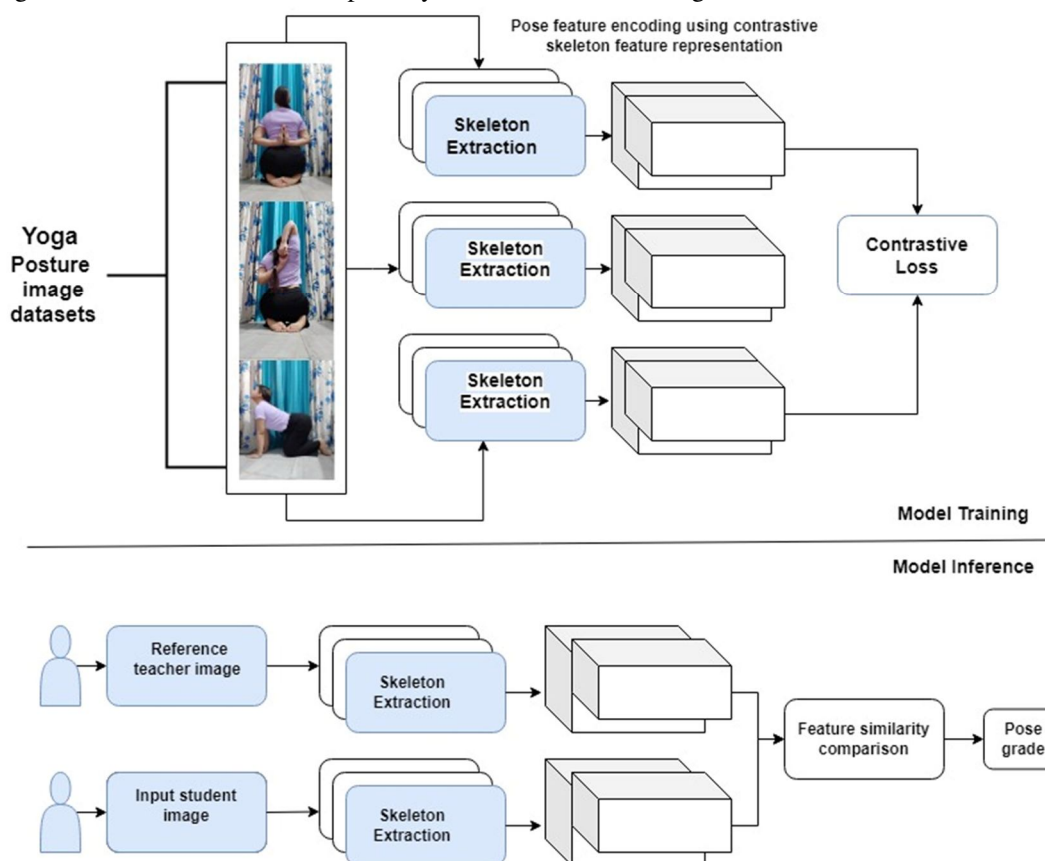 Pose feature encoding using contrastive
skeleton feature representation
Skeleton
Extraction
Yoga
Posture
image
datasets
Skeleton
Extraction
Contrastive
Loss
Skeleton
Extraction
Model Training
Model Inference
Reference
teacher image
Skeleton
Extraction
Feature similarity
comparison
Pose
grade
Input student
image
Skeleton
Extraction